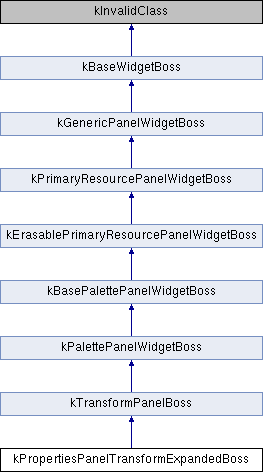 kInvalidClass
kBaseWidgetBoss
kGenericPanelWidgetBoss
kPrimaryResourcePanelWidgetBoss
kErasablePrimaryResourcePanelWidgetBoss
kBasePalettePanelWidgetBoss
kPalettePanelWidgetBoss
kTransformPanelBoss
kPropertiesPanelTransformExpandedBoss